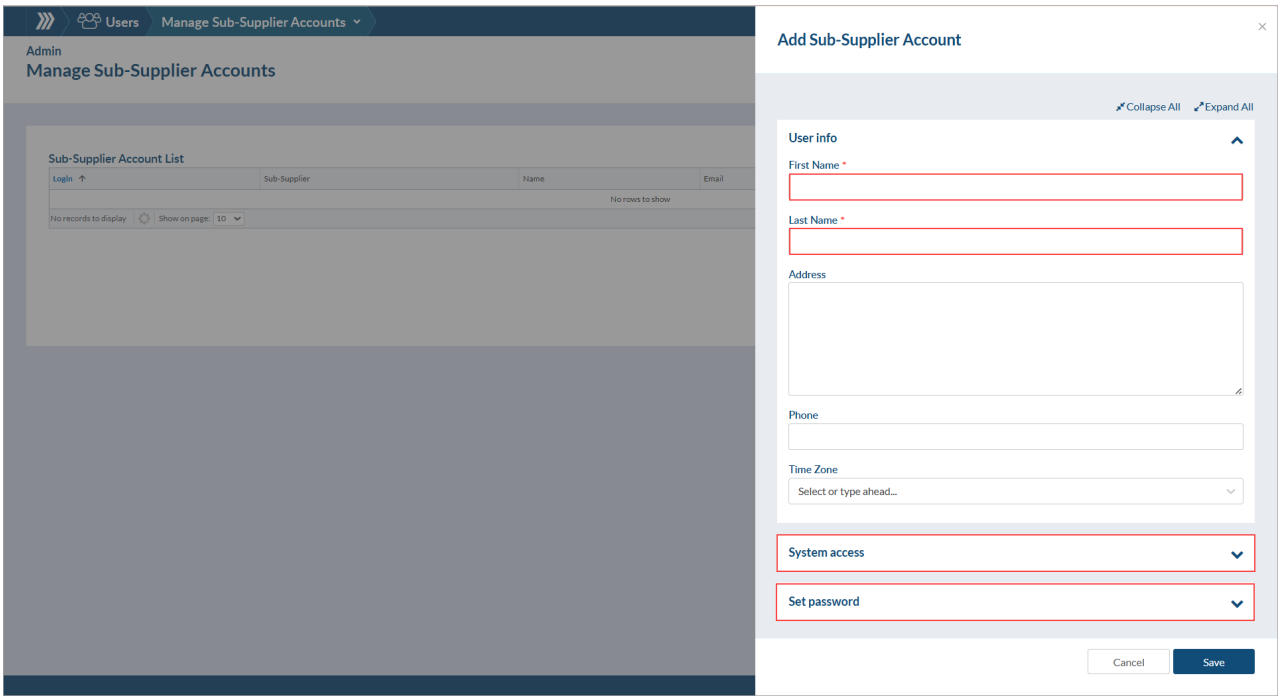 Users
Manage Sub-Supplier Accounts
Admin
Manage Sub-Supplier Accounts
Sub-Supplier Account List
Login Sub-Supplier Name Email
No rows to show
No records to display Show on page: 10
Add Sub-Supplier Account
Collapse All Expand All
User info
First Name *
Last Name *
Address
Phone
Time Zone
Select or type ahead...
System access
Set password
Cancel Save